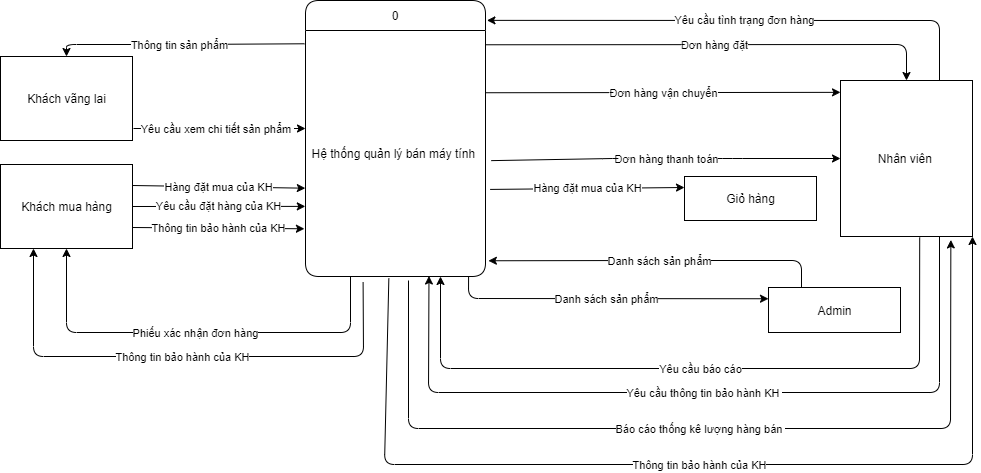 0
Yêu cầu tình trạng đơn hàng
Thông tin sản phẩm
Đơn hàng đặt
Khách vãng lai
Đơn hàng vận chuyển
Yêu cầu xem chi tiết sản phẩm
Hệ thống quản lý bán máy tính
Đơn hàng thanh toán
Nhân viên
Hàng đặt mua của KH
Hàng đặt mua của KH
Khách mua hàng
Yêu cầu đặt hàng của KH
Giỏ hàng
Thông tin bảo hành của KH
Danh sách sản phẩm
Danh sách sản phẩm
Admin
Phiếu xác nhận đơn hàng
Thông tin bảo hành của KH
Yêu cầu báo cáo
Yêu cầu thông tin bảo hành KH
Báo cáo thống kê lượng hàng bán
Thông tin bảo hành của KH